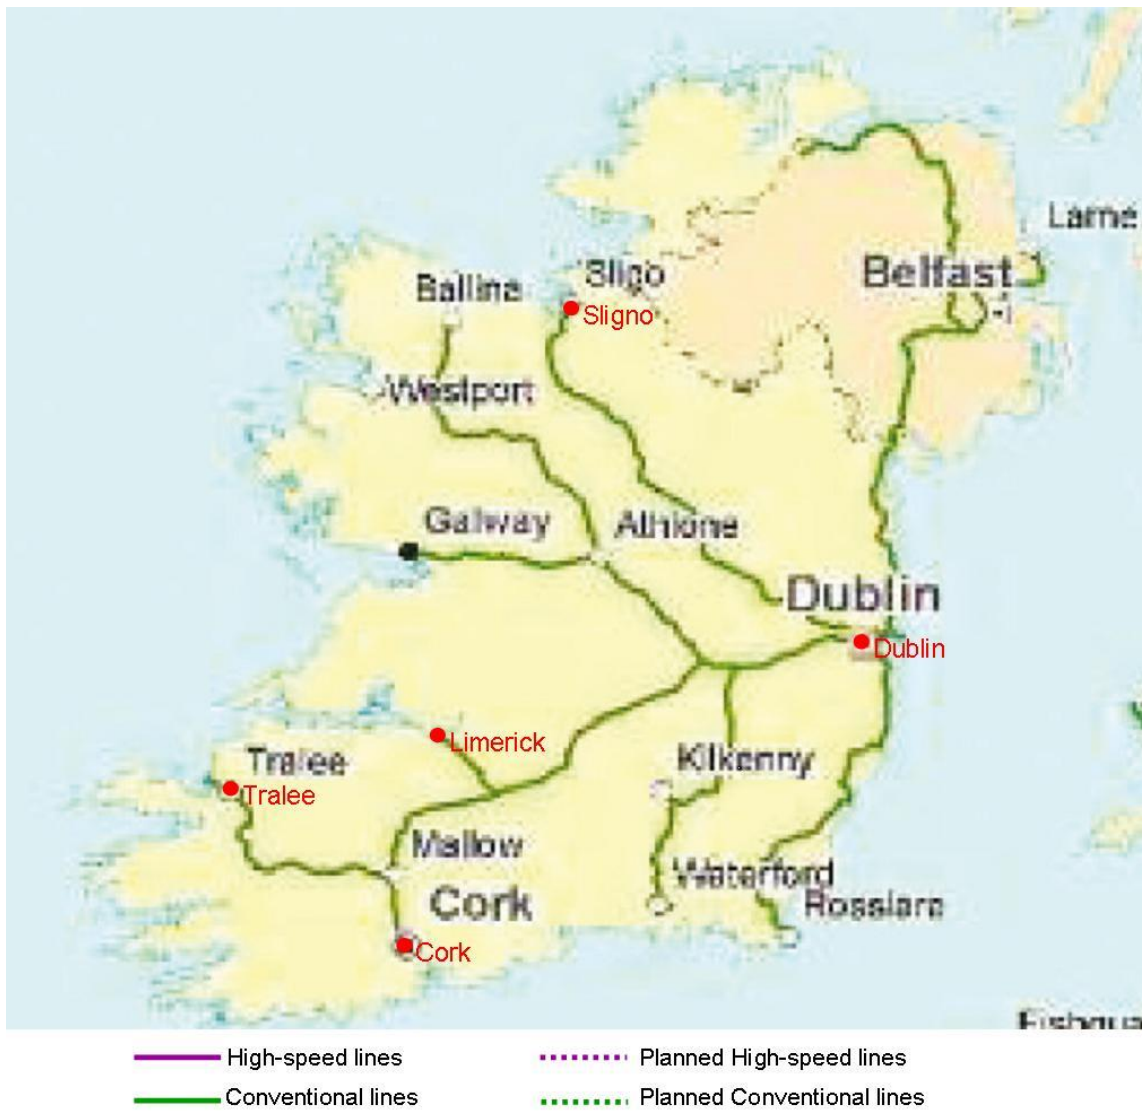 Larne
Belfast
Sligo
Ballina
Sligno
Westport
Galway
Athlone
Dublin
Dublin
Limerick
Tralee
Tralee
Kilkenny
Mallow
Waterford
Cork
Rosslare
Cork
Fishgua
High-speed lines
Planned High-speed lines
Conventional lines
Planned Conventional lines